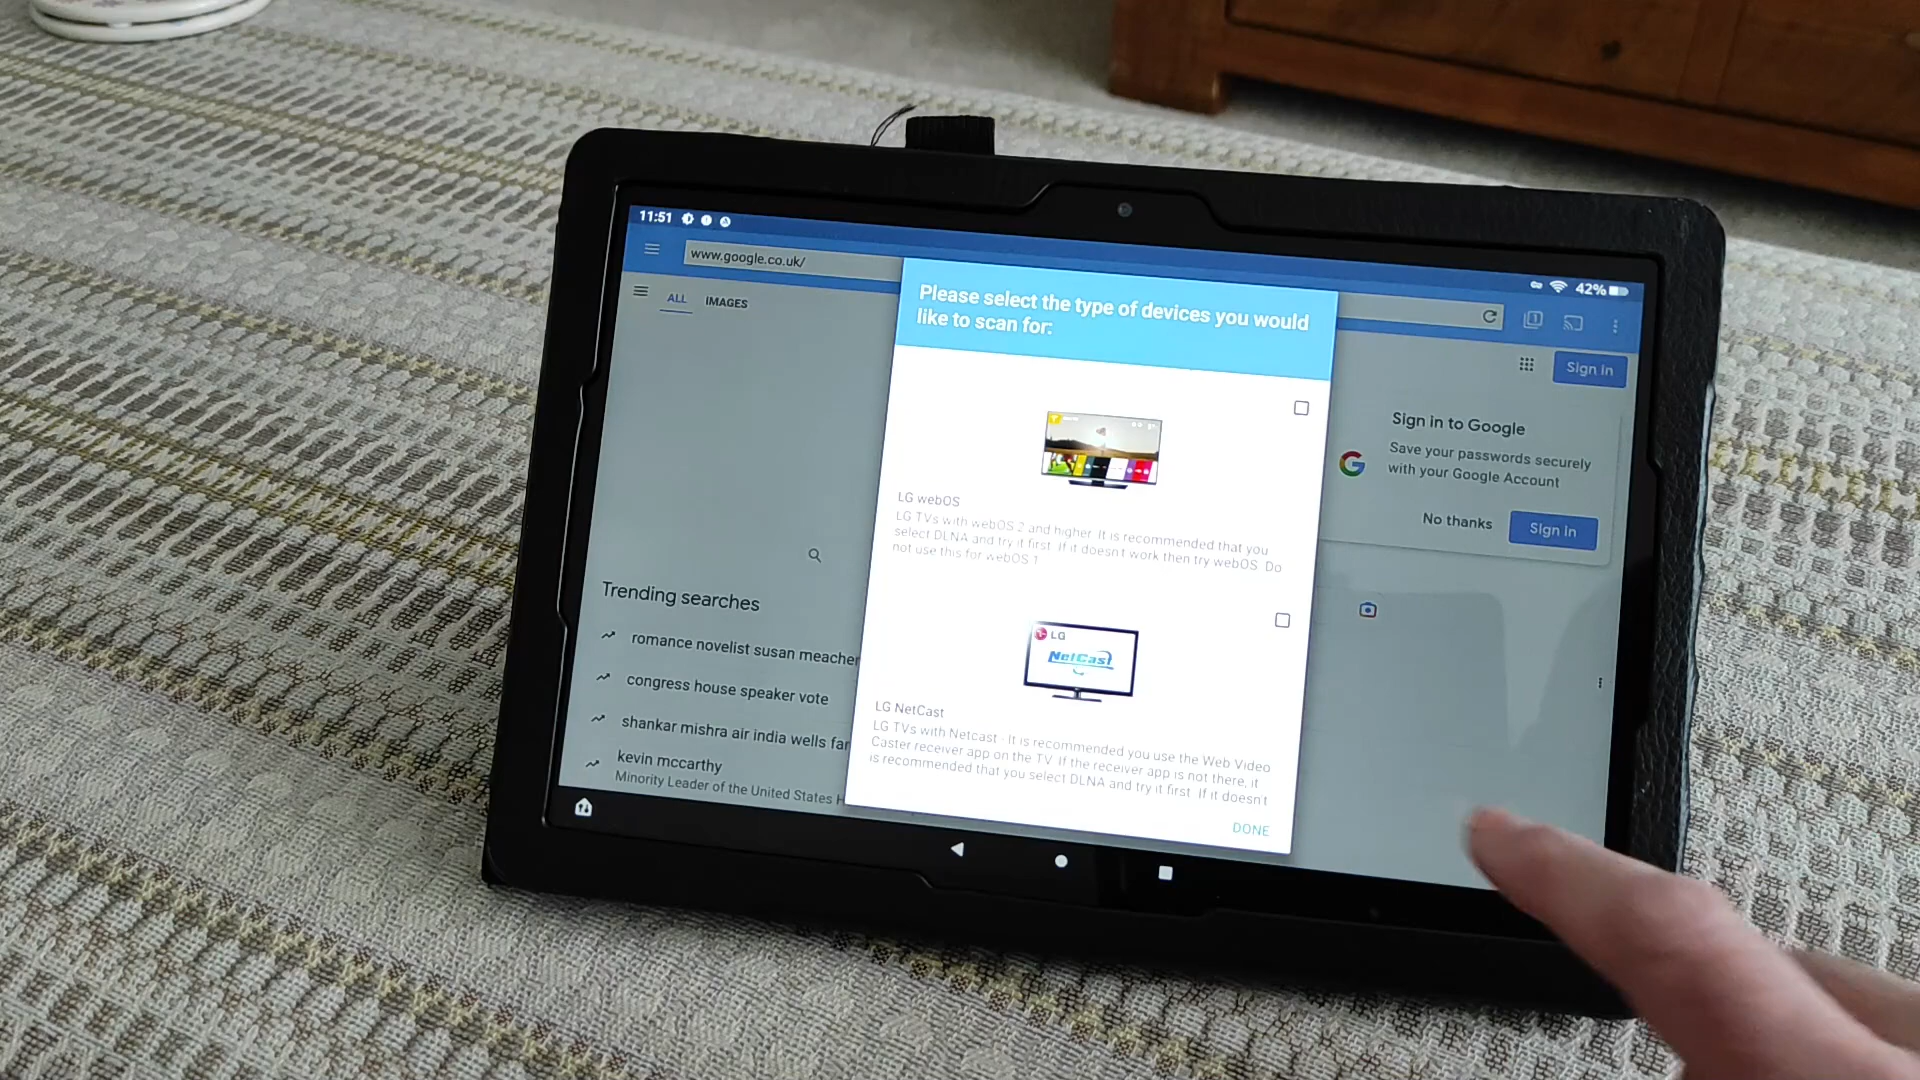 11:51
42%
www.google.co.uk/
ALL
IMAGES
Please select the type of devices you would
like to scan for:
Sign in
Sign in to Google
Save your passwords securely
with your Google Account
No thanks
Sign in
LG webOS
LG TVs with webOS 2 and higher. It is recommended that you
select DLNA and try it first. If it doesn't work then try webOS. Do
not use this for webOS 1
LG
NetCast
LG NetCast
LG TVs with Netcast - It is recommended you use the Web Video
Caster receiver app on the TV. If the receiver app is not there, it
is recommended that you select DLNA and try it first. If it doesn't
DONE
Trending searches
romance novelist susan meachen
congress house speaker vote
shankar mishra air india wells far
kevin mccarthy
Minority Leader of the United States H